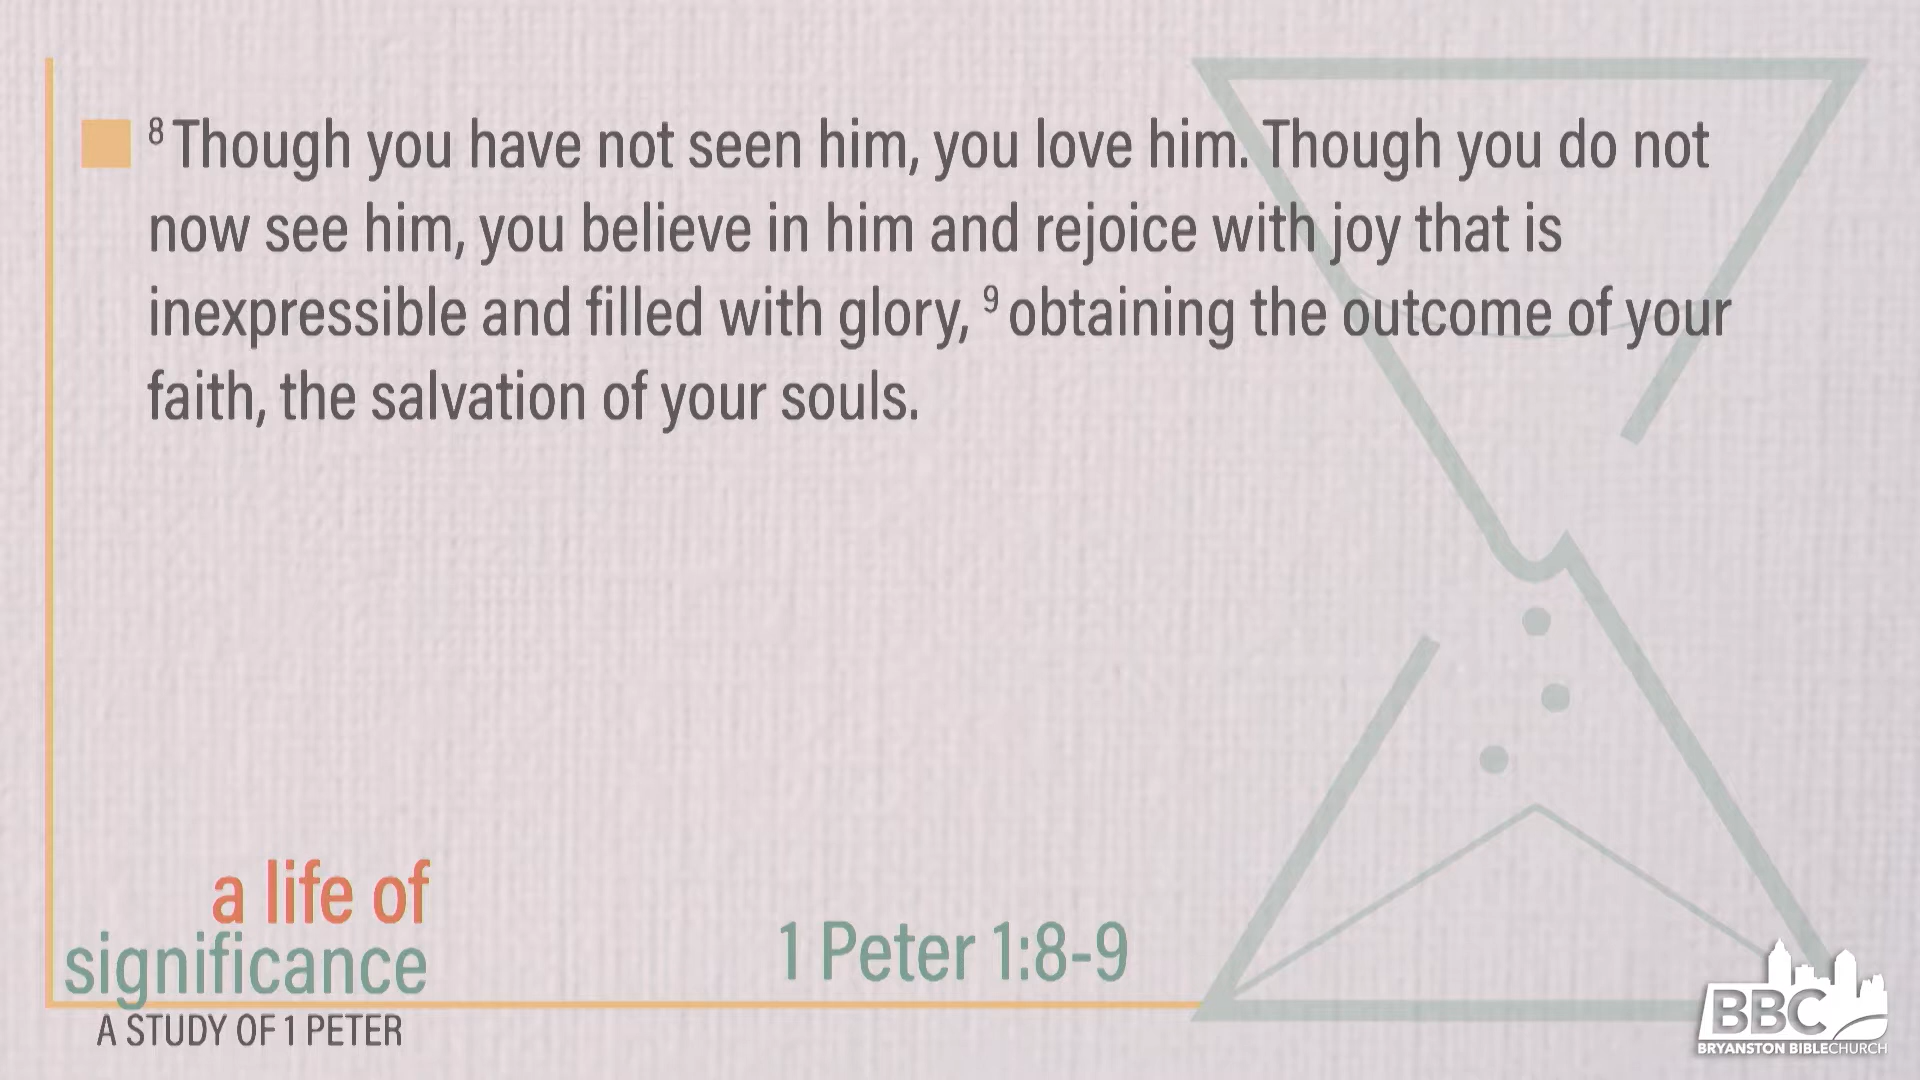 ⁸ Though you have not seen him, you love him. Though you do not
now see him, you believe in him and rejoice with joy that is
inexpressible and filled with glory, ⁹ obtaining the outcome of your
faith, the salvation of your souls.
a life of
significance
A STUDY OF 1 PETER
1 Peter 1:8-9
BBC
BRYANSTON BIBLECHURCH